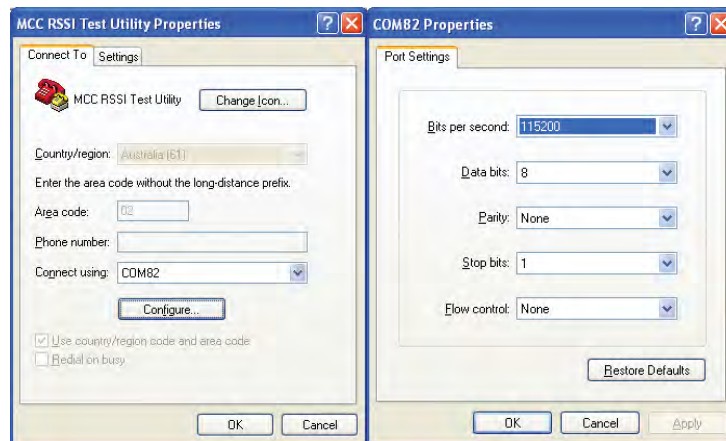 MCC RSSI Test Utility Properties
Connect To Settings
MCC RSSI Test Utility Change Icon...
Country/region: Australia (61)
Enter the area code without the long-distance prefix.
Area code: 02
Phone number:
Connect using: COM82
Configure...
Use country/region code and area code
Redial on busy
OK Cancel
COM82 Properties
Port Settings
Bits per second: 115200
Data bits: 8
Parity: None
Stop bits: 1
Flow control: None
Restore Defaults
OK Cancel Apply